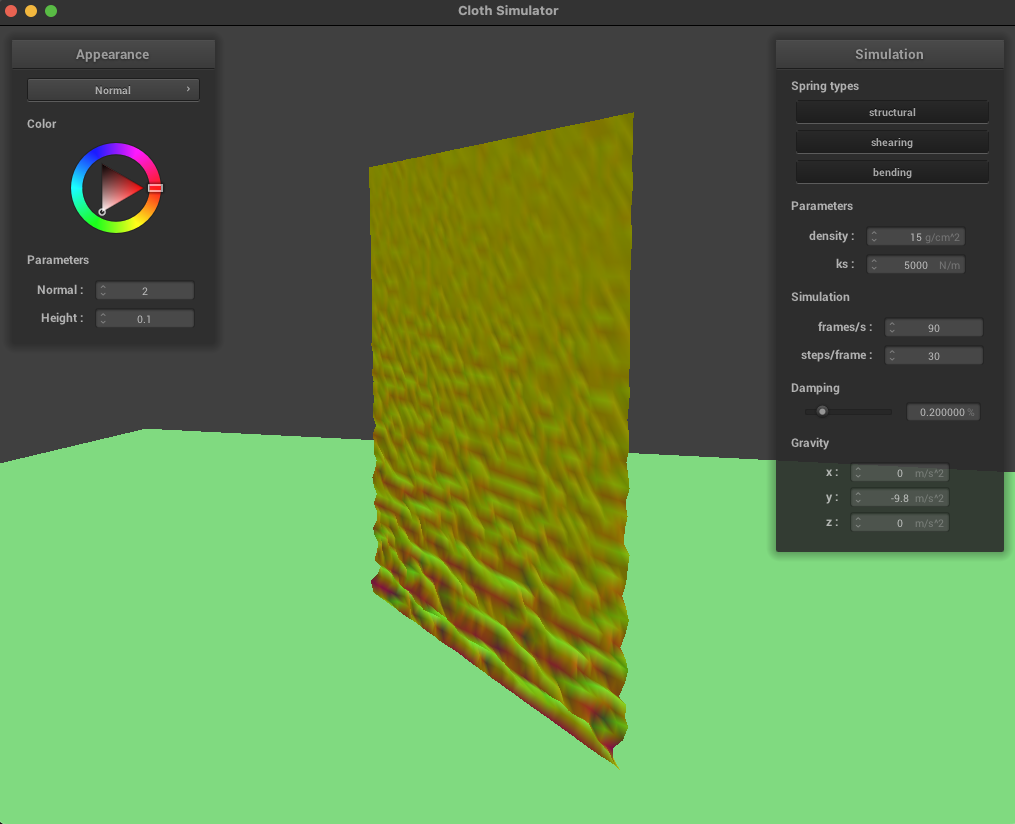 Cloth Simulator
Appearance
Normal
Color
Parameters
Normal : 2
Height : 0.1
Simulation
Spring types
structural
shearing
bending
Parameters
density : 15 g/cm^2
ks : 5000 N/m
Simulation
frames/s : 90
steps/frame : 30
Damping
0.200000 %
Gravity
x : 0 m/s^2
y : -9.8 m/s^2
z : 0 m/s^2